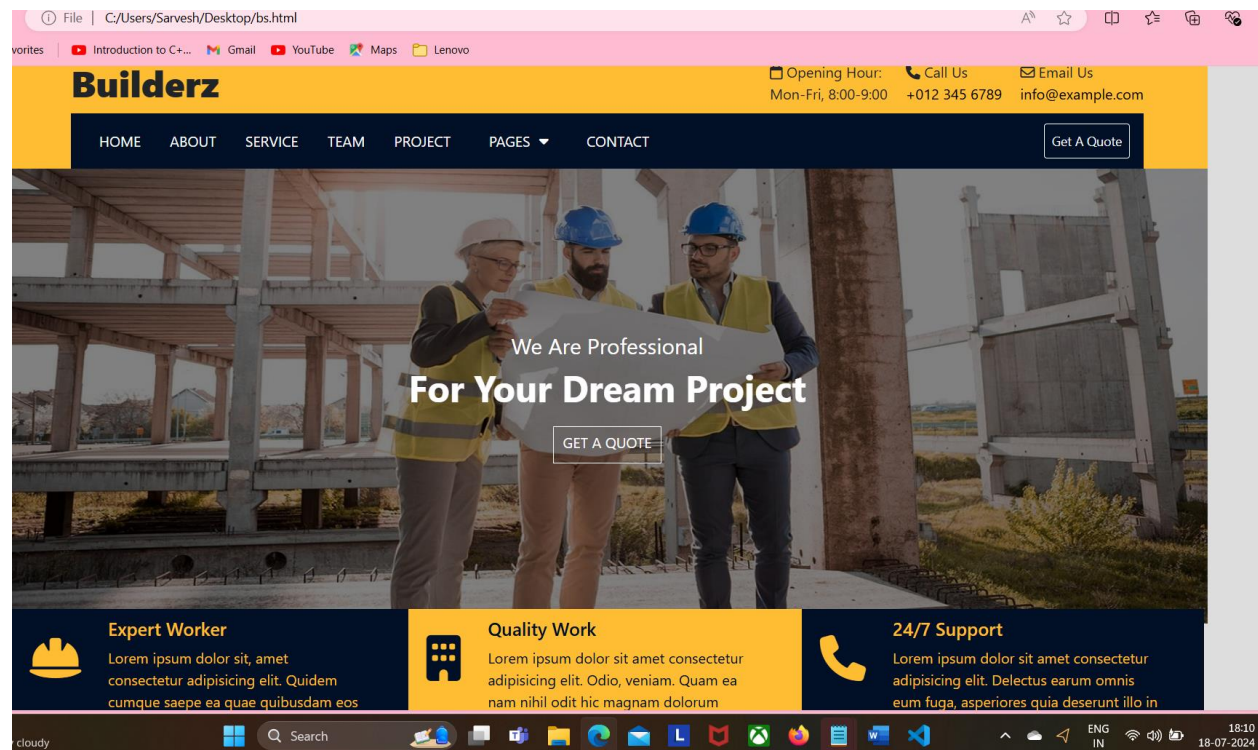 File C:/Users/Sarvesh/Desktop/bs.html
vorites Introduction to C+... Gmail YouTube Maps Lenovo
Builderz
Opening Hour: Call Us Email Us
Mon-Fri, 8:00-9:00 +012 345 6789 info@example.com
HOME ABOUT SERVICE TEAM PROJECT PAGES CONTACT Get A Quote
We Are Professional
For Your Dream Project
GET A QUOTE
Expert Worker
Lorem ipsum dolor sit, amet
consectetur adipisicing elit. Quidem
cumque saepe ea quae quibusdam eos
Quality Work
Lorem ipsum dolor sit amet consectetur
adipisicing elit. Odio, veniam. Quam ea
nam nihil odit hic magnam dolorum
24/7 Support
Lorem ipsum dolor sit amet consectetur
adipisicing elit. Delectus earum omnis
eum fuga, asperiores quia deserunt illo in
cloudy Search ENG 18:10
IN 18-07-2024